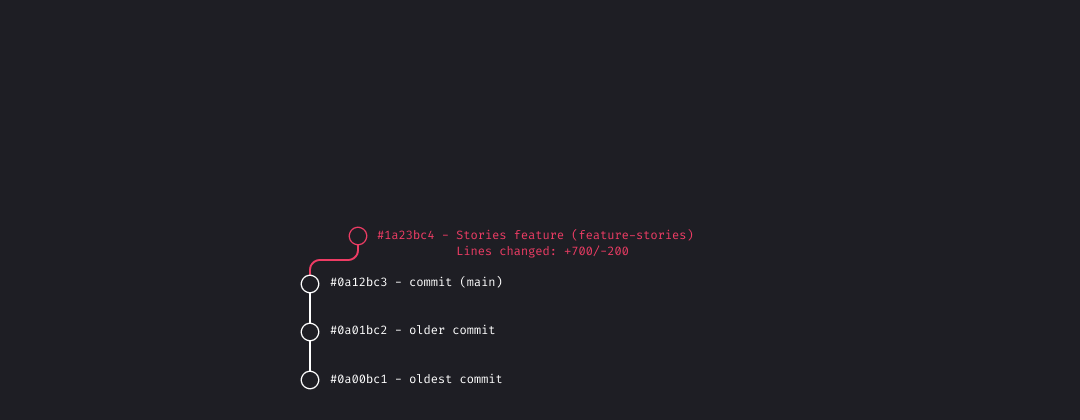 #1a23bc4 - Stories feature (feature-stories)
Lines changed: +700/-200
#0a12bc3 - commit (main)
#0a01bc2 - older commit
#0a00bc1 - oldest commit